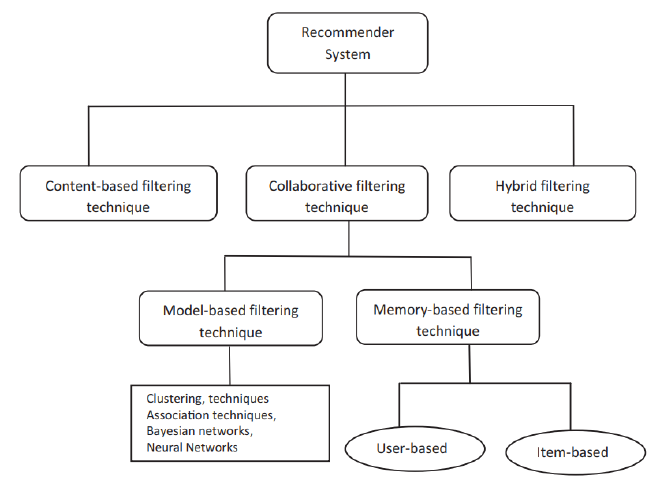 Recommender
System
Content-based filtering
technique
Collaborative filtering
technique
Hybrid filtering
technique
Model-based filtering
technique
Memory-based filtering
technique
Clustering, techniques
Association techniques,
Bayesian networks,
Neural Networks
User-based
Item-based